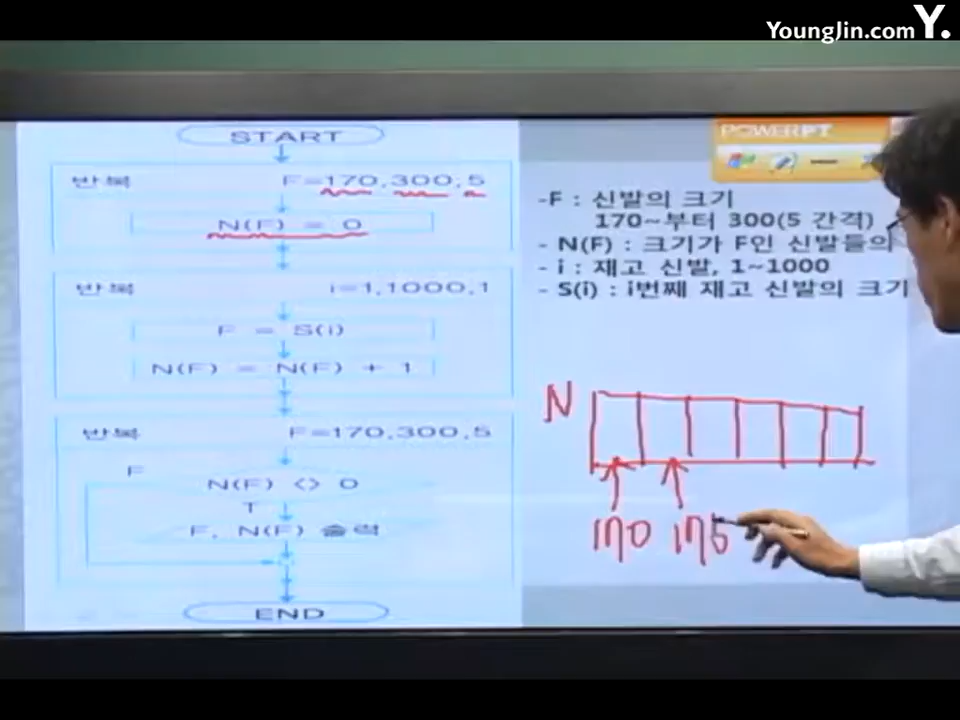 YoungJin.com Y.
START
반복 F=170,300,5
N(F) = 0
반복 i=1,1000,1
F = S(i)
N(F) = N(F) + 1
반복 F=170,300,5
F
N(F) <> 0
T
F, N(F) 출력
END
POWERPT
-F : 신발의 크기
170~부터 300(5 간격)
- N(F) : 크기가 F인 신발들의
- i : 재고 신발, 1~1000
- S(i) : i번째 재고 신발의 크기
N
170 175